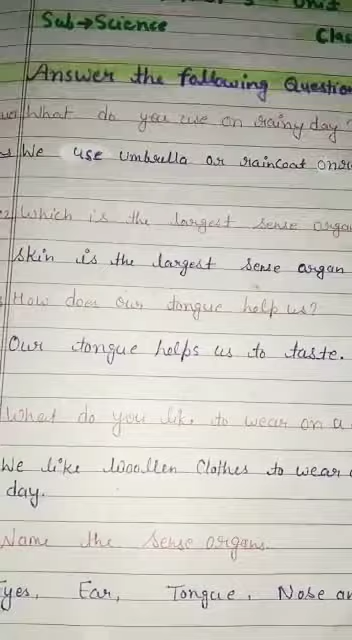 Unit
Sub→Science
Clas
Answer the following Question
What do you use on rainy day?
We use umbrella or raincoat on
Which is the largest sense orga
Skin is the largest sense organ
How does our tongue help us?
Our tongue helps us to taste.
What do you like to wear on a
We like Woollen Clothes to wear
day.
Name the sense organs.
Eyes, Ear, Tongue, Nose an